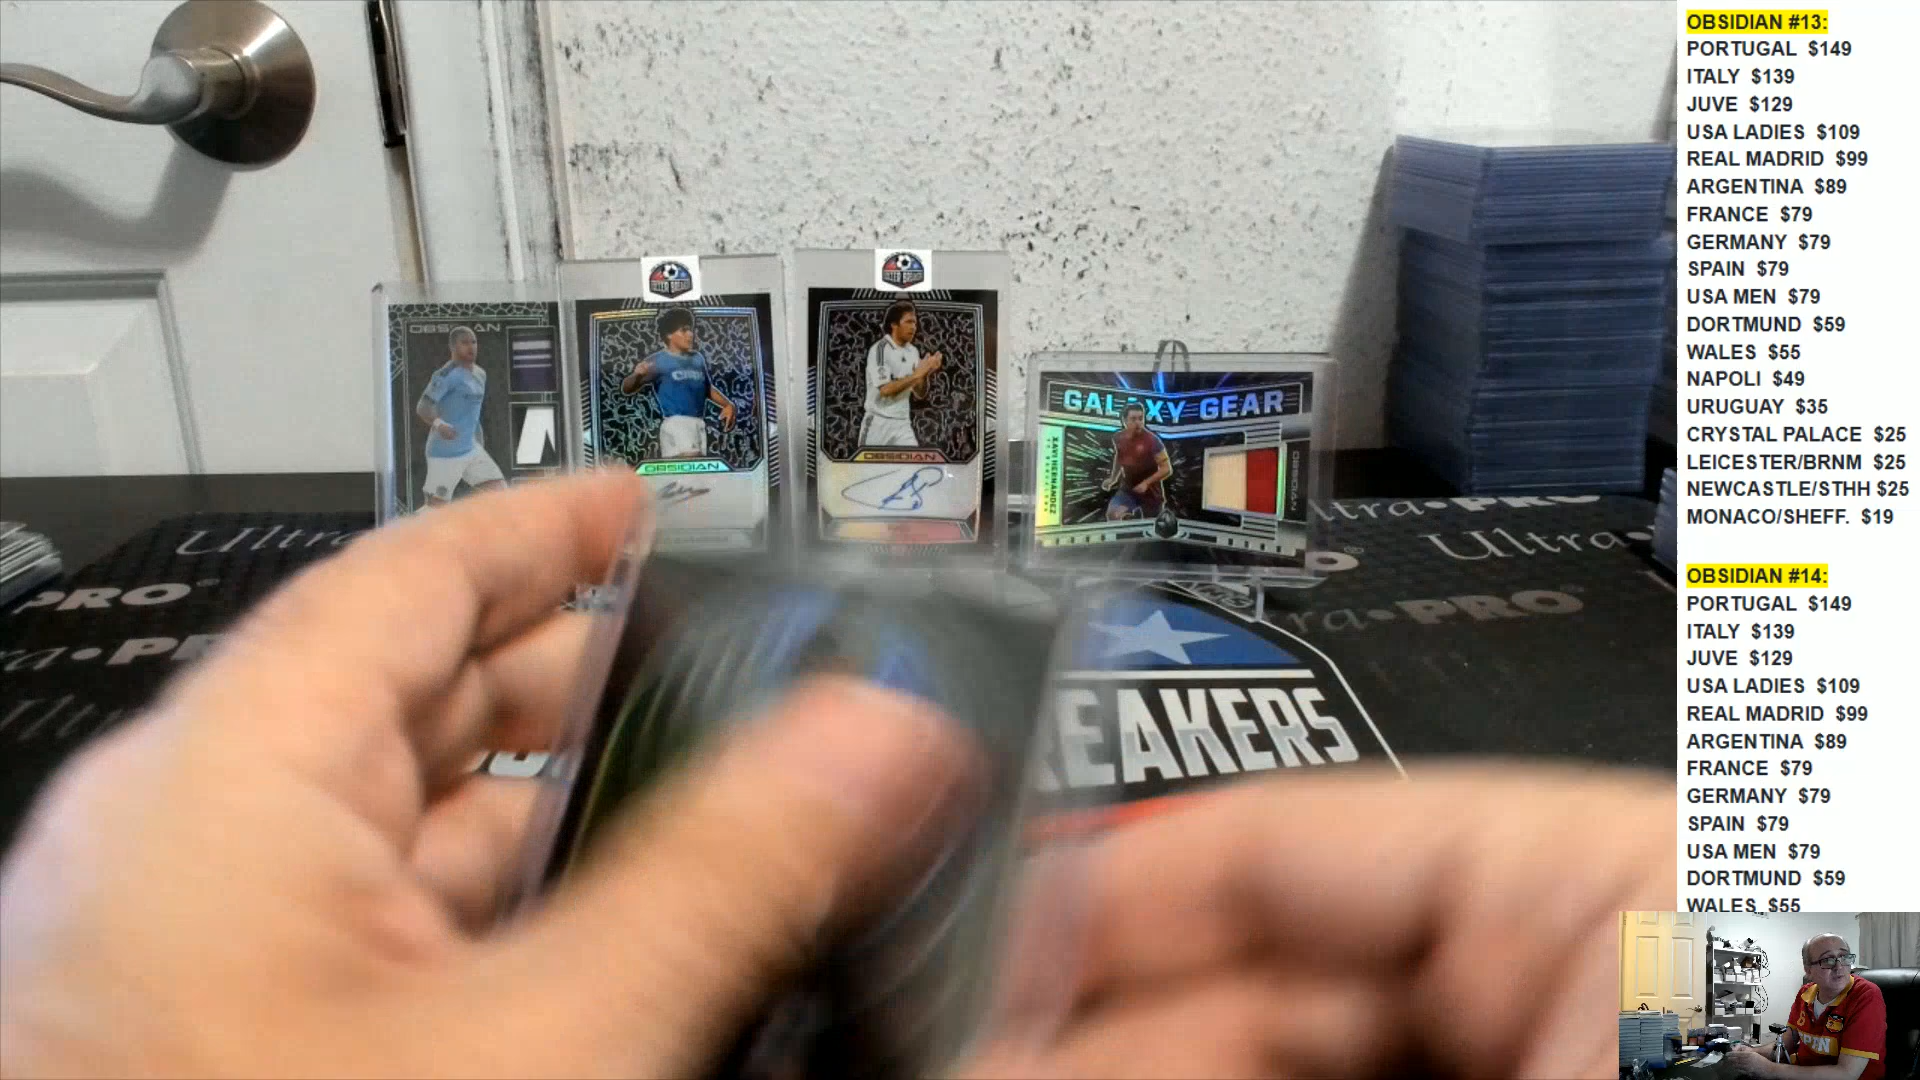 OBSIDIAN #13:
PORTUGAL $149
ITALY $139
JUVE $129
USA LADIES $109
REAL MADRID $99
ARGENTINA $89
FRANCE $79
GERMANY $79
SPAIN $79
USA MEN $79
DORTMUND $59
WALES $55
NAPOLI $49
URUGUAY $35
CRYSTAL PALACE $25
LEICESTER/BRNM $25
NEWCASTLE/STHH $25
MONACO/SHEFF. $19
OBSIDIAN #14:
PORTUGAL $149
ITALY $139
JUVE $129
USA LADIES $109
REAL MADRID $99
ARGENTINA $89
FRANCE $79
GERMANY $79
SPAIN $79
USA MEN $79
DORTMUND $59
WALES $55
OBSIDIAN
OBSIDIAN
OBSIDIAN
GALAXY GEAR
XAVI HERNANDEZ
OBSIDIAN
Ultra
PRO
Ultra PRO
EAKERS